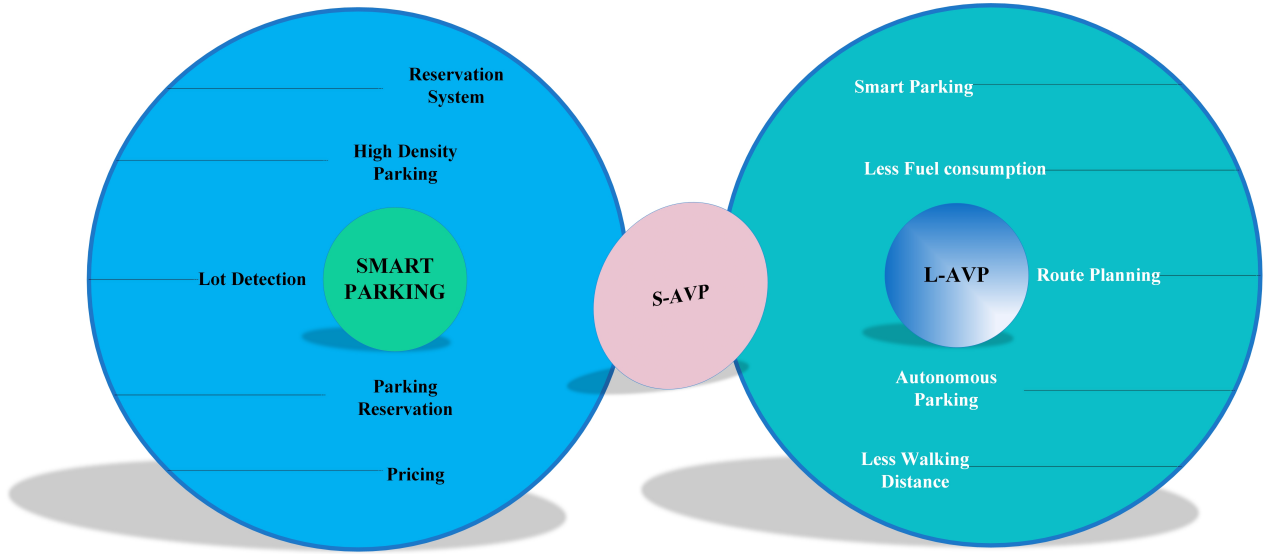 Reservation
System
High Density
Parking
SMART
PARKING
Lot Detection
Parking
Reservation
Pricing
S-AVP
Smart Parking
Less Fuel consumption
L-AVP
Route Planning
Autonomous
Parking
Less Walking
Distance